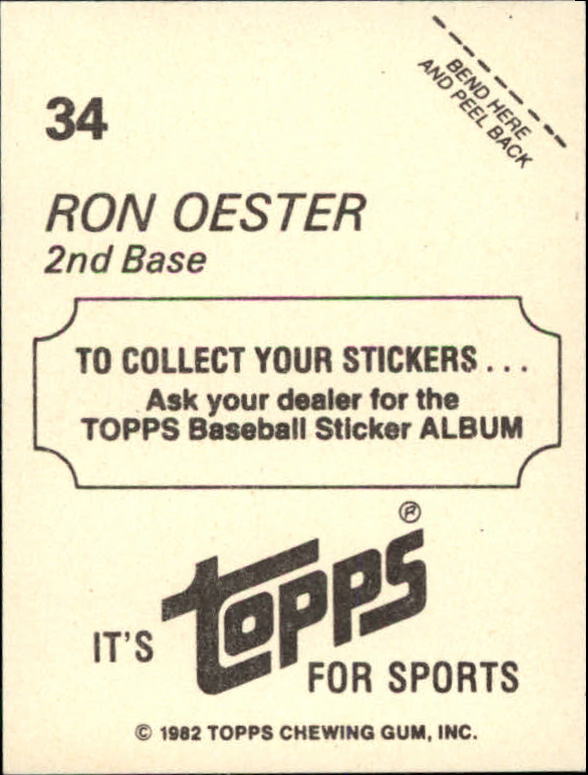 BEND HERE
AND PEEL BACK
34
RON OESTER
2nd Base
TO COLLECT YOUR STICKERS...
Ask your dealer for the
TOPPS Baseball Sticker ALBUM
IT'S topps® FOR SPORTS
© 1982 TOPPS CHEWING GUM, INC.